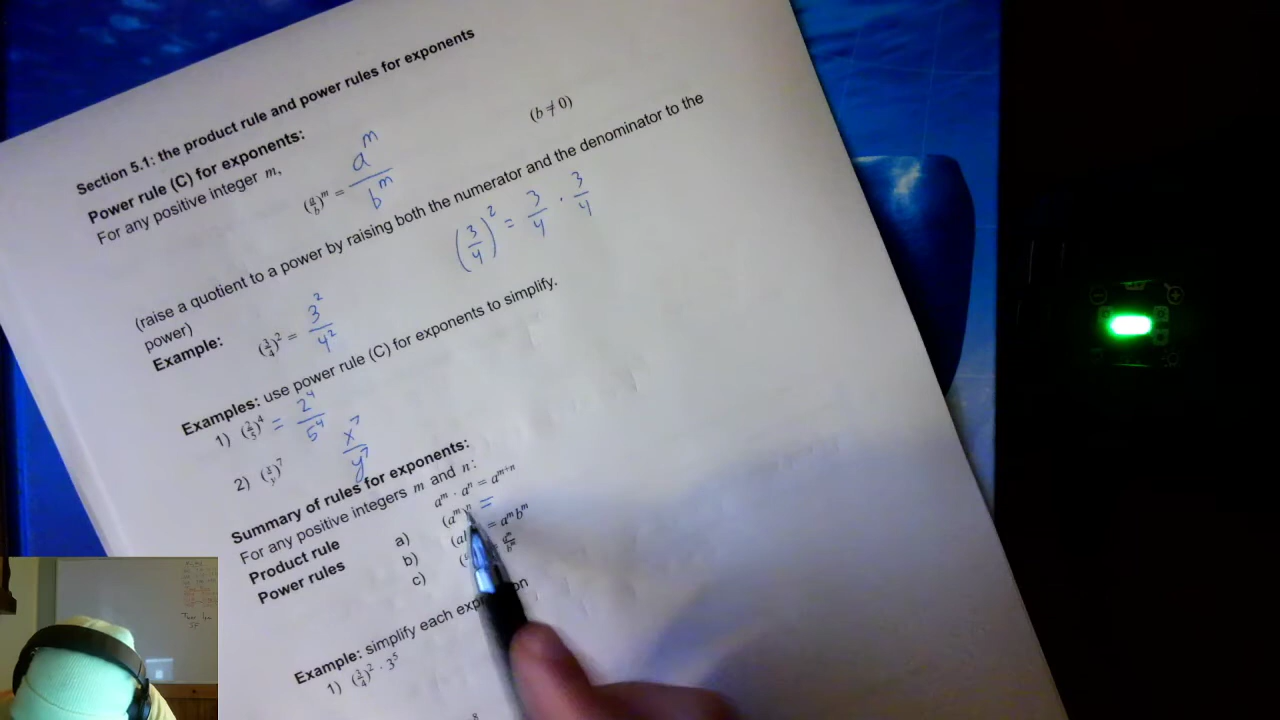 Section 5.1: the product rule and power rules for exponents
Power rule (C) for exponents:
For any positive integer m,
(a/b)^m = a^m/b^m (b ≠ 0)
(raise a quotient to a power by raising both the numerator and the denominator to the
power)
(3/4)^2 = 3/4 · 3/4
Example: (3/4)^2 = 3^2/4^2
Examples: use power rule (C) for exponents to simplify.
1) (2/5)^4 = 2^4/5^4
2) (x/y)^7 x^7/y^7
Summary of rules for exponents:
For any positive integers m and n:
Product rule a^m · a^n = a^{m+n}
Power rules a) (a^m)^n =
b) = a^m b^m
c) = a^m/b^m
Example: simplify each
1) (3/4)^2 · 3^5
8